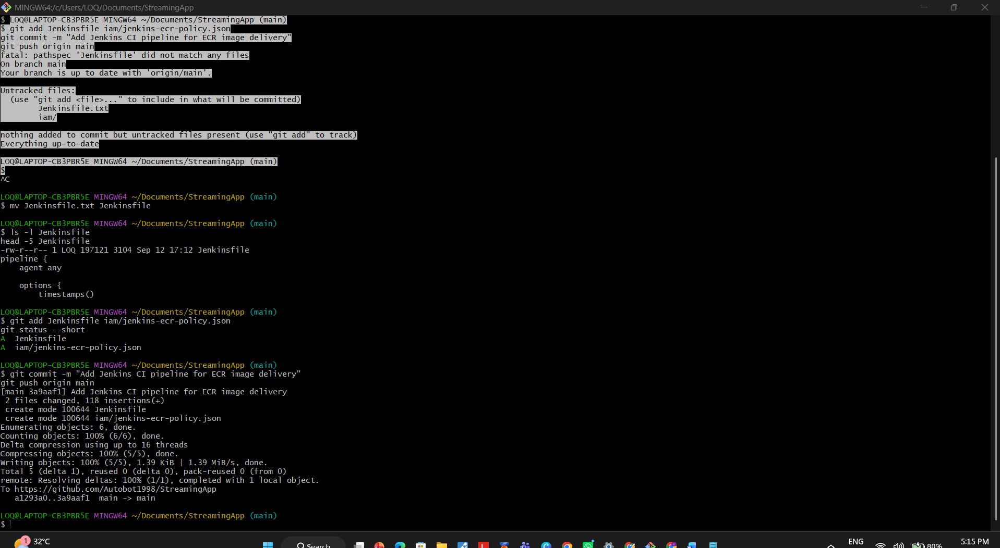 MINGW64:/c/Users/LOQ/Documents/StreamingApp
$ LOQ@LAPTOP-CB3PBR5E MINGW64 ~/Documents/StreamingApp (main)
$ git add Jenkinsfile iam/jenkins-ecr-policy.json
git commit -m "Add Jenkins CI pipeline for ECR image delivery"
git push origin main
fatal: pathspec 'Jenkinsfile' did not match any files
On branch main
Your branch is up to date with 'origin/main'.
Untracked files:
  (use "git add <file>..." to include in what will be committed)
        Jenkinsfile.txt
        iam/
nothing added to commit but untracked files present (use "git add" to track)
Everything up-to-date
LOQ@LAPTOP-CB3PBR5E MINGW64 ~/Documents/StreamingApp (main)
$
^C
LOQ@LAPTOP-CB3PBR5E MINGW64 ~/Documents/StreamingApp (main)
$ mv Jenkinsfile.txt Jenkinsfile
LOQ@LAPTOP-CB3PBR5E MINGW64 ~/Documents/StreamingApp (main)
$ ls -l Jenkinsfile
head -5 Jenkinsfile
-rw-r--r-- 1 LOQ 197121 3104 Sep 12 17:12 Jenkinsfile
pipeline {
    agent any
    options {
        timestamps()
LOQ@LAPTOP-CB3PBR5E MINGW64 ~/Documents/StreamingApp (main)
$ git add Jenkinsfile iam/jenkins-ecr-policy.json
git status --short
A  Jenkinsfile
A  iam/jenkins-ecr-policy.json
LOQ@LAPTOP-CB3PBR5E MINGW64 ~/Documents/StreamingApp (main)
$ git commit -m "Add Jenkins CI pipeline for ECR image delivery"
git push origin main
[main 3a9aaf1] Add Jenkins CI pipeline for ECR image delivery
 2 files changed, 118 insertions(+)
 create mode 100644 Jenkinsfile
 create mode 100644 iam/jenkins-ecr-policy.json
Enumerating objects: 6, done.
Counting objects: 100% (6/6), done.
Delta compression using up to 16 threads
Compressing objects: 100% (5/5), done.
Writing objects: 100% (5/5), 1.39 KiB | 1.39 MiB/s, done.
Total 5 (delta 1), reused 0 (delta 0), pack-reused 0 (from 0)
remote: Resolving deltas: 100% (1/1), completed with 1 local object.
To https://github.com/Autobot1998/StreamingApp
   a1293a0..3a9aaf1  main -> main
LOQ@LAPTOP-CB3PBR5E MINGW64 ~/Documents/StreamingApp (main)
$
1 32°C Search ENG 80% 5:15 PM